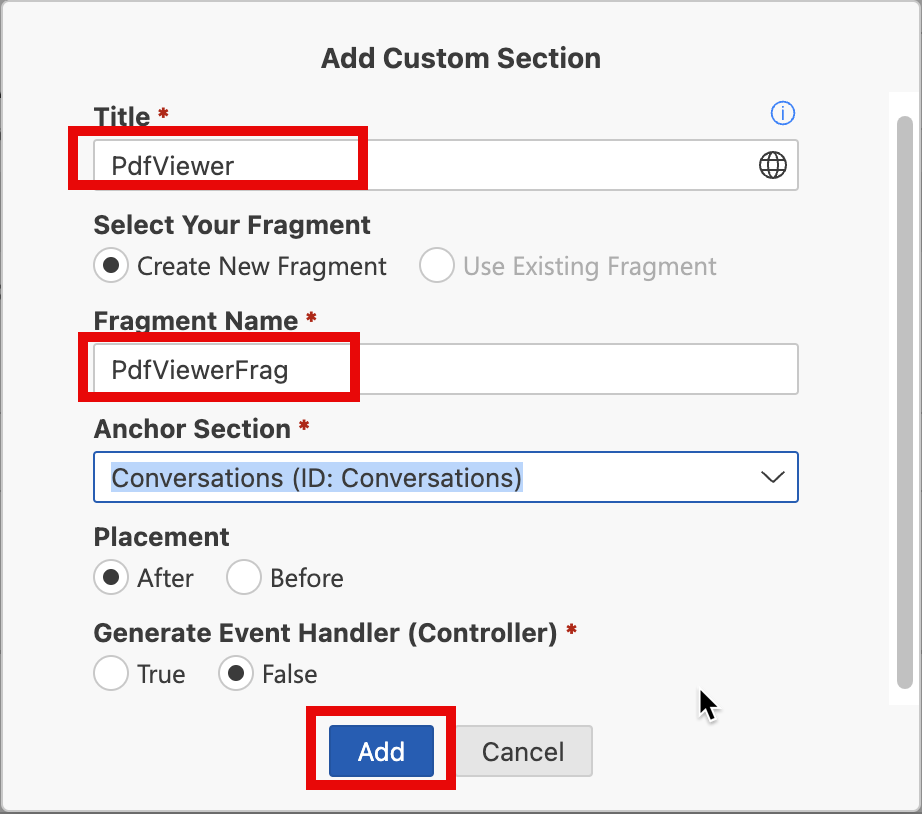 Add Custom Section
Title *
PdfViewer
Select Your Fragment
Create New Fragment Use Existing Fragment
Fragment Name *
PdfViewerFrag
Anchor Section *
Conversations (ID: Conversations)
Placement
After Before
Generate Event Handler (Controller) *
True False
Add Cancel